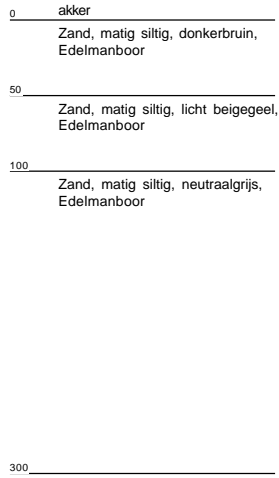 0 akker
Zand, matig siltig, donkerbruin,
Edelmanboor
50
Zand, matig siltig, licht beigegeel,
Edelmanboor
100
Zand, matig siltig, neutraalgrijs,
Edelmanboor
300